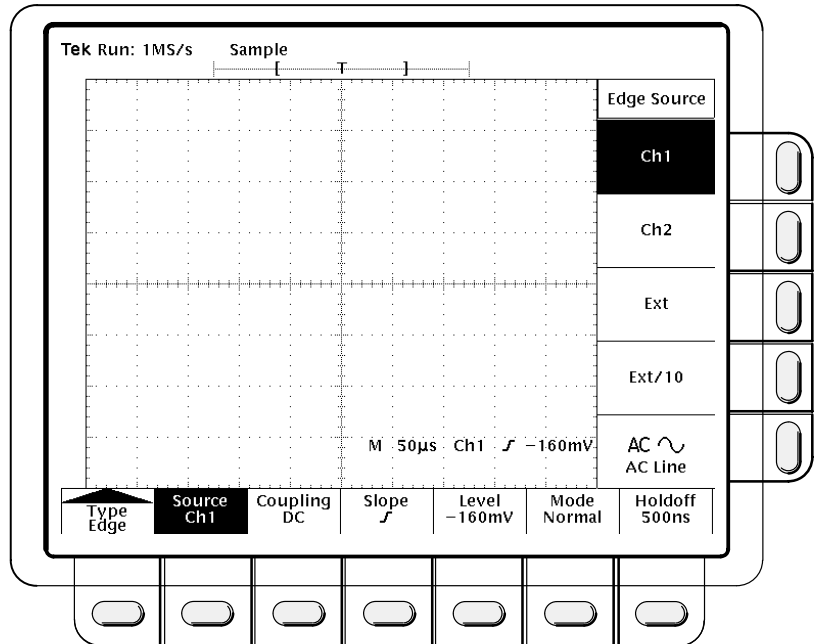 Tek Run: 1MS/s Sample
[ T ]
Edge Source
Ch1
Ch2
Ext
Ext/10
AC
AC Line
M 50µs Ch1 -160mV
Type
Edge
Source
Ch1
Coupling
DC
Slope
Level
-160mV
Mode
Normal
Holdoff
500ns